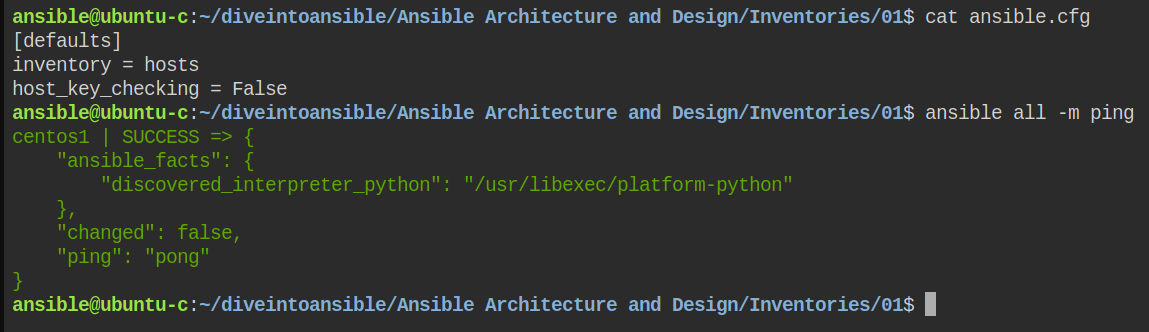 ansible@ubuntu-c:~/diveintoansible/Ansible Architecture and Design/Inventories/01$ cat ansible.cfg
[defaults]
inventory = hosts
host_key_checking = False
ansible@ubuntu-c:~/diveintoansible/Ansible Architecture and Design/Inventories/01$ ansible all -m ping
centos1 | SUCCESS => {
    "ansible_facts": {
        "discovered_interpreter_python": "/usr/libexec/platform-python"
    },
    "changed": false,
    "ping": "pong"
}
ansible@ubuntu-c:~/diveintoansible/Ansible Architecture and Design/Inventories/01$